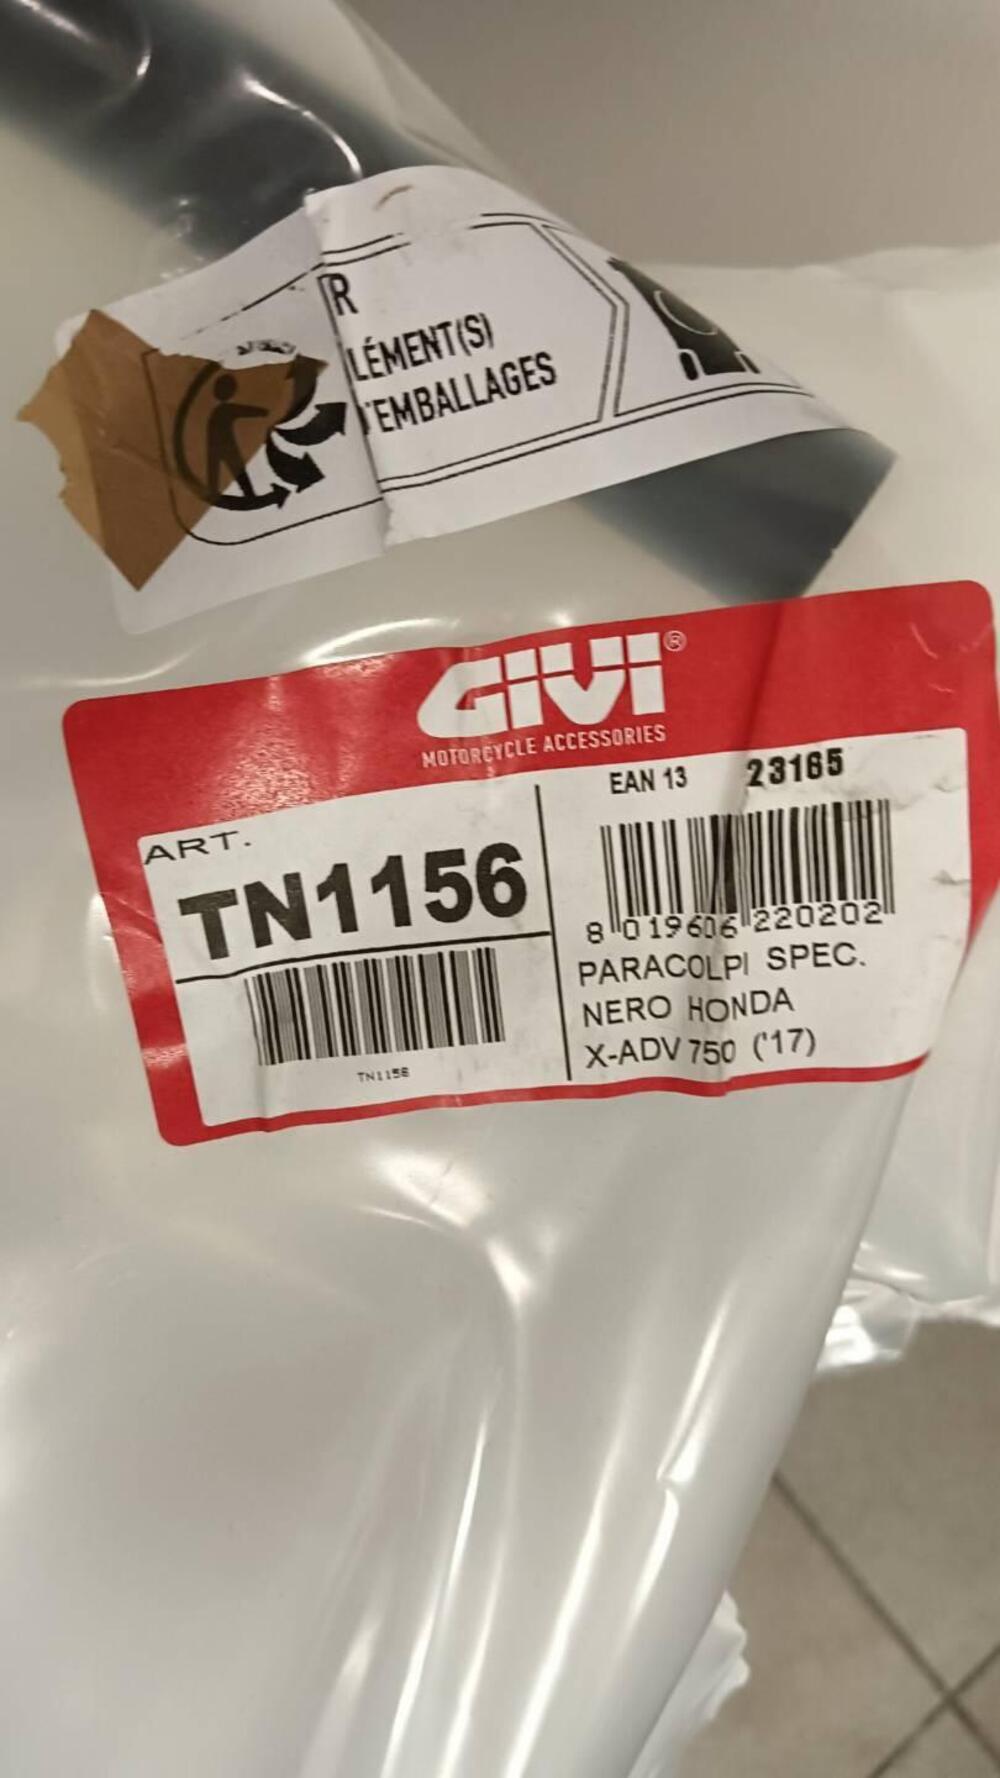 R
LÉMENT(S)
'EMBALLAGES
GIVI®
MOTORCYCLE ACCESSORIES
ART.
TN1156
TN1156
EAN 13 23165
8 019606 220202
PARACOLPI SPEC.
NERO HONDA
X-ADV 750 ('17)